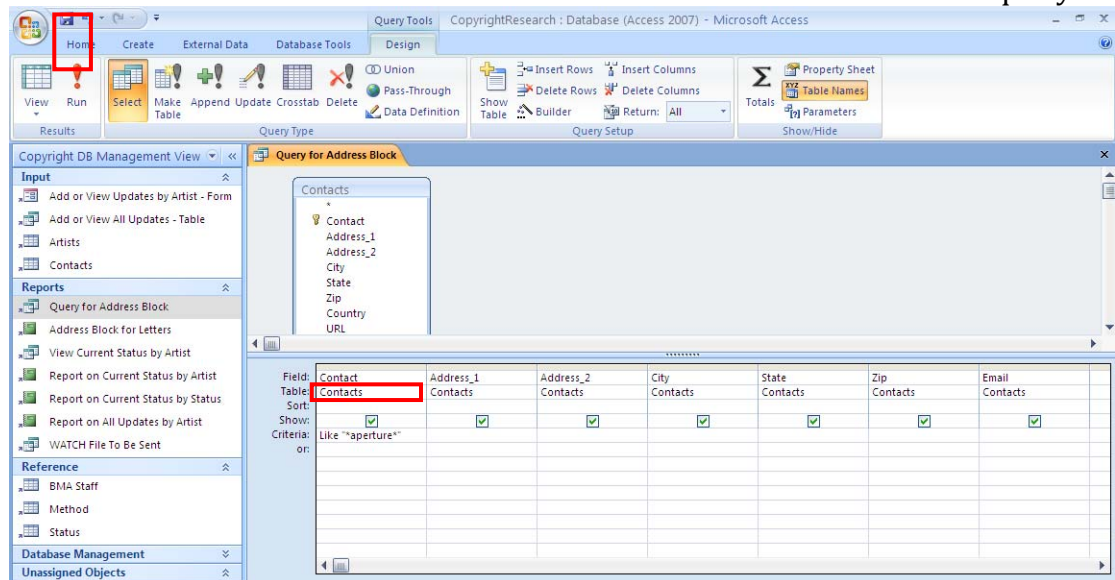 Query Tools CopyrightResearch : Database (Access 2007) - Microsoft Access
Home Create External Data Database Tools Design
View Run Select Make Table Append Update Crosstab Delete
Union
Pass-Through
Data Definition
Show Table
Insert Rows
Delete Rows
Builder
Insert Columns
Delete Columns
Return: All
Totals
Property Sheet
Table Names
Parameters
Results Query Type Query Setup Show/Hide
Copyright DB Management View «
Query for Address Block
Input
Add or View Updates by Artist - Form
Add or View All Updates - Table
Artists
Contacts
Reports
Query for Address Block
Address Block for Letters
View Current Status by Artist
Report on Current Status by Artist
Report on Current Status by Status
Report on All Updates by Artist
WATCH File To Be Sent
Reference
BMA Staff
Method
Status
Database Management
Unassigned Objects
Contacts
*
Contact
Address_1
Address_2
City
State
Zip
Country
URL
Field: Contact Address_1 Address_2 City State Zip Email
Table: Contacts Contacts Contacts Contacts Contacts Contacts Contacts
Sort:
Show:
Criteria: Like "*aperture*"
or: